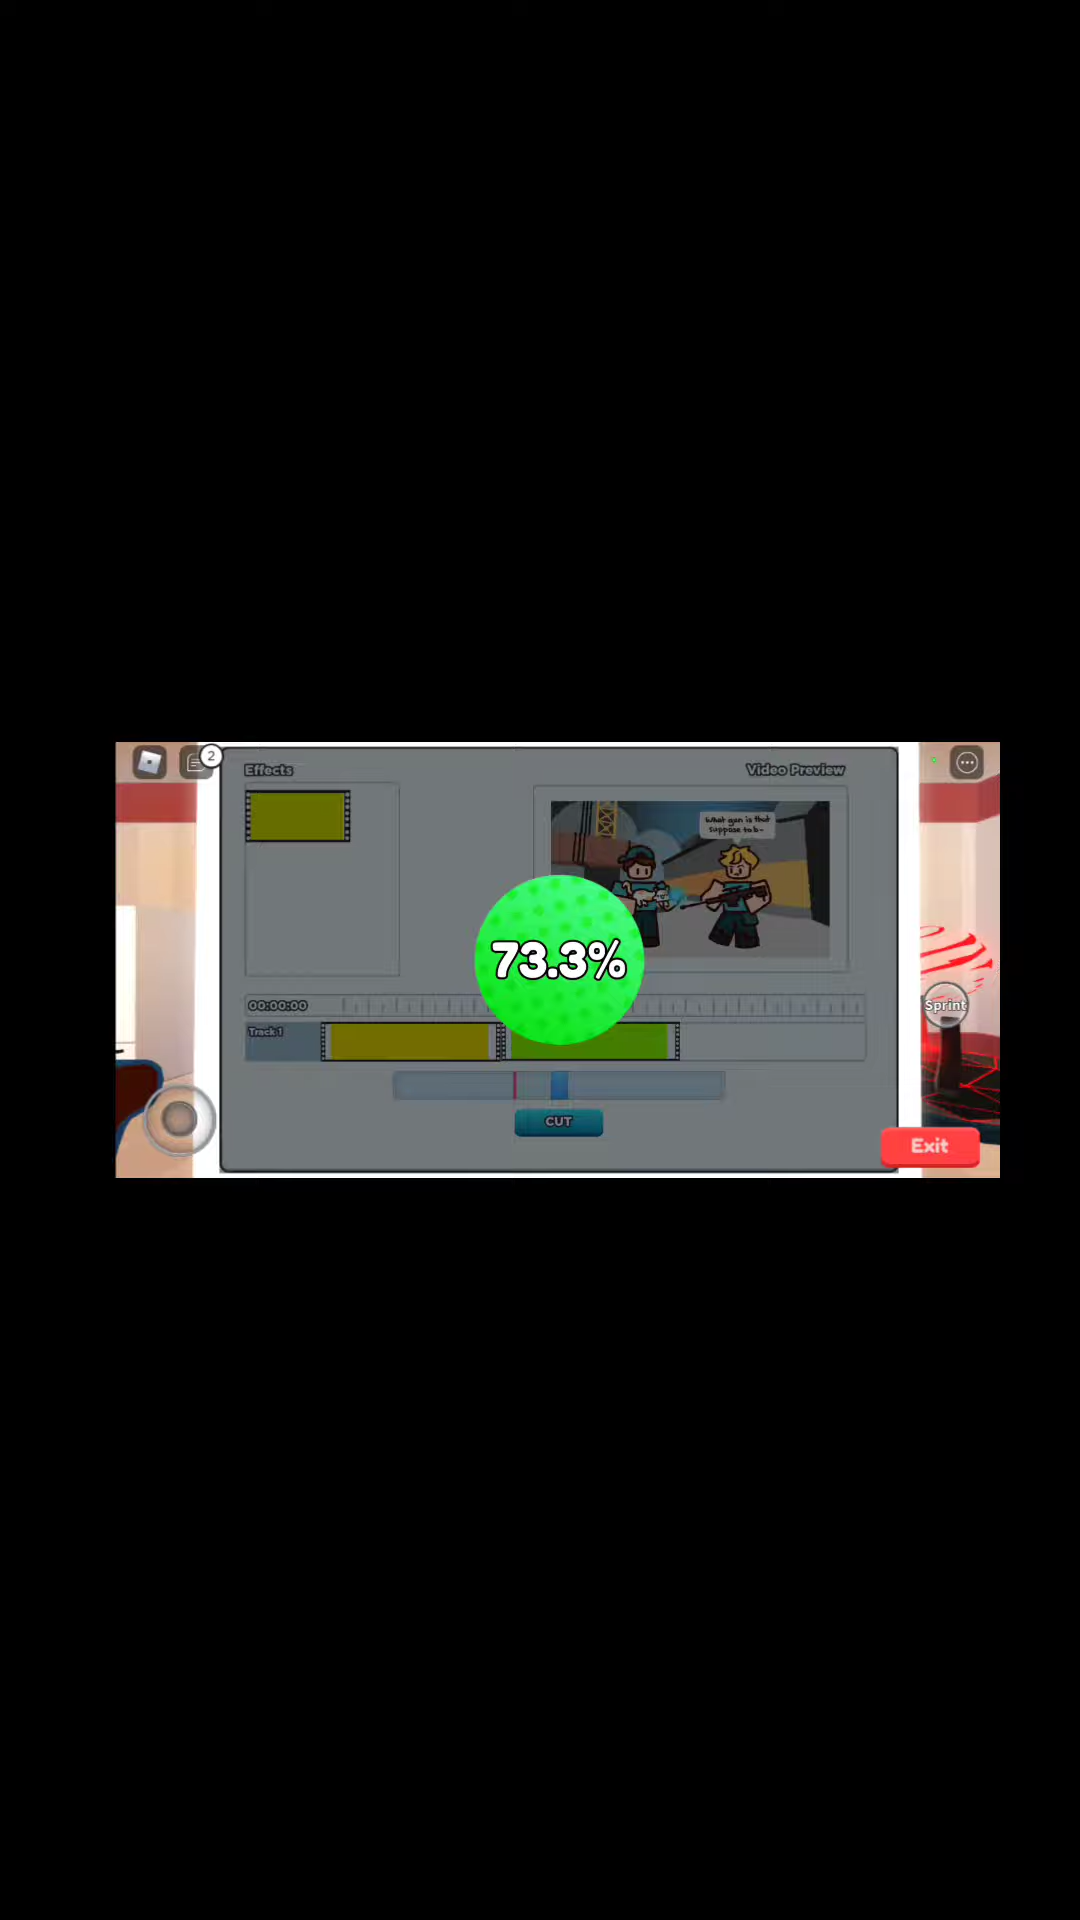 2
Effects
Video Preview
What gun is that
suppose to b-
73.3%
00:00:00
Sprint
Track 1
CUT
Exit